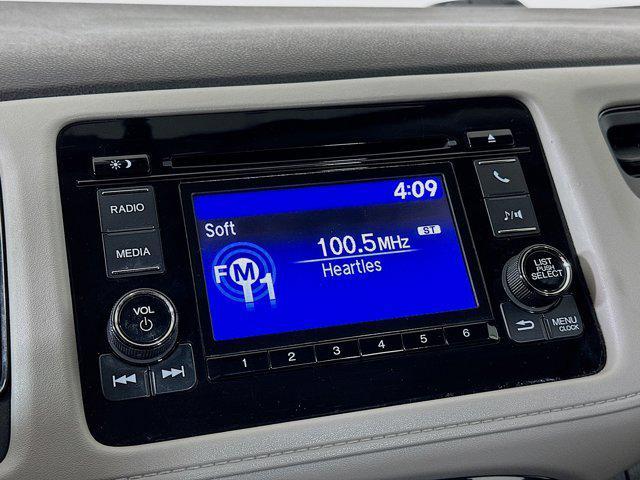 4:09
RADIO
Soft
100.5MHz
ST
MEDIA
FM
1
Heartles
LIST
PUSH
SELECT
VOL
MENU
CLOCK
1 2 3 4 5 6